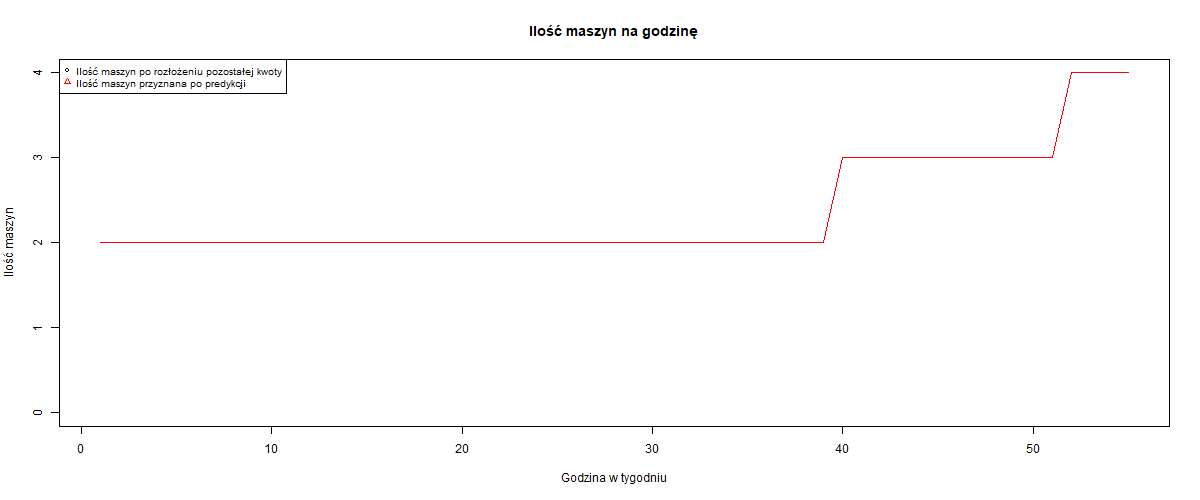 Ilość maszyn na godzinę
Ilość maszyn po rozłożeniu pozostałej kwoty
Ilość maszyn przyznana po predykcji
Ilość maszyn
4
3
2
1
0
0 10 20 30 40 50
Godzina w tygodniu